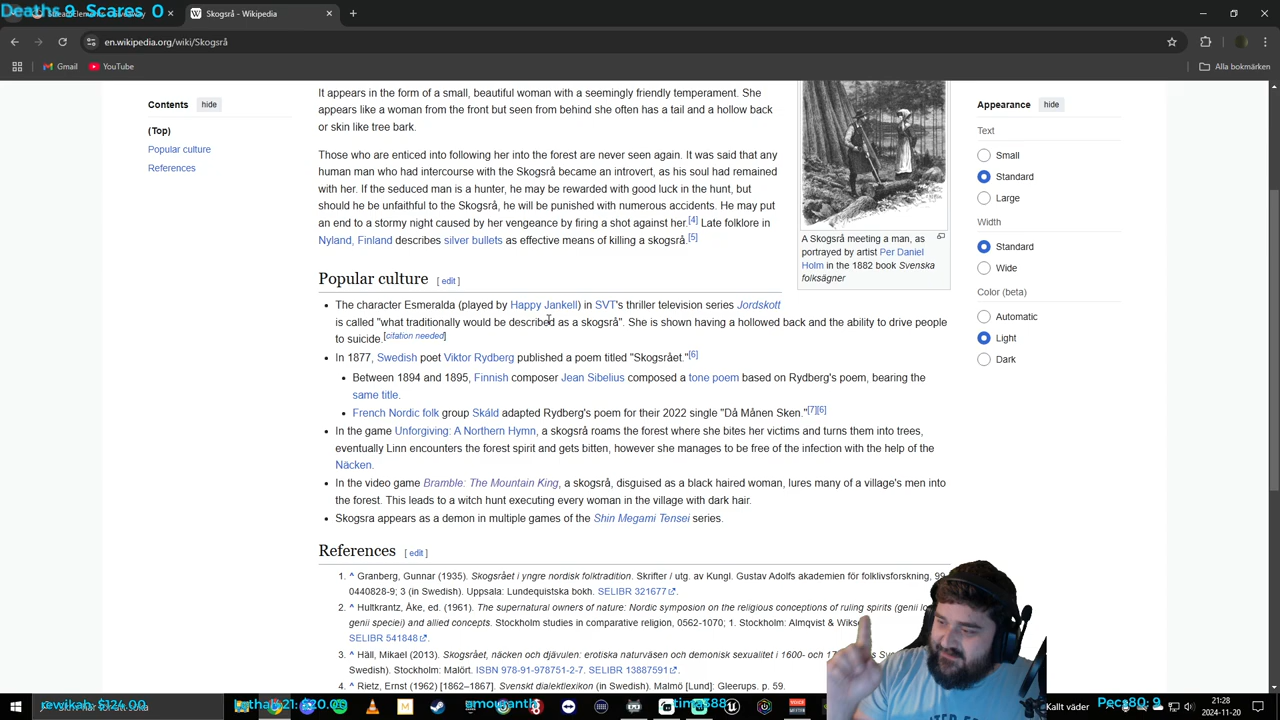 Deaths 9 Scares 0
Skogsrå - Wikipedia
en.wikipedia.org/wiki/Skogsrå
Gmail
YouTube
Alla bokmärken
Contents
hide
(Top)
Popular culture
References
It appears in the form of a small, beautiful woman with a seemingly friendly temperament. She
appears like a woman from the front but seen from behind she often has a tail and a hollow back
or skin like tree bark.
Those who are enticed into following her into the forest are never seen again. It was said that any
human man who had intercourse with the Skogsrå became an introvert, as his soul had remained
with her. If the seduced man is a hunter, he may be rewarded with good luck in the hunt, but
should he be unfaithful to the Skogsrå, he will be punished with numerous accidents. He may put
an end to a stormy night caused by her vengeance by firing a shot against her.[4] Late folklore in
Nyland, Finland describes silver bullets as effective means of killing a skogsrå.[5]
A Skogsrå meeting a man, as
portrayed by artist Per Daniel
Holm in the 1882 book Svenska
folksägner
Popular culture [ edit ]
• The character Esmeralda (played by Happy Jankell) in SVT's thriller television series Jordskott
is called "what traditionally would be described as a skogsrå". She is shown having a hollowed back and the ability to drive people
to suicide.[citation needed]
• In 1877, Swedish poet Viktor Rydberg published a poem titled "Skogsrået."[6]
• Between 1894 and 1895, Finnish composer Jean Sibelius composed a tone poem based on Rydberg's poem, bearing the
same title.
• French Nordic folk group Skáld adapted Rydberg's poem for their 2022 single "Då Månen Sken."[7][6]
• In the game Unforgiving: A Northern Hymn, a skogsrå roams the forest where she bites her victims and turns them into trees,
eventually Linn encounters the forest spirit and gets bitten, however she manages to be free of the infection with the help of the
Näcken.
• In the video game Bramble: The Mountain King, a skogsrå, disguised as a black haired woman, lures many of a village's men into
the forest. This leads to a witch hunt executing every woman in the village with dark hair.
• Skogsra appears as a demon in multiple games of the Shin Megami Tensei series.
References [ edit ]
1. ^ Granberg, Gunnar (1935). Skogsrået i yngre nordisk folktradition. Skrifter / utg. av Kungl. Gustav Adolfs akademien för folklivsforskning, 99
0440828-9; 3 (in Swedish). Uppsala: Lundequistska bokh. SELIBR 321677.
2. ^ Hultkrantz, Åke, ed. (1961). The supernatural owners of nature: Nordic symposion on the religious conceptions of ruling spirits (genii
genii speciei) and allied concepts. Stockholm studies in comparative religion, 0562-1070; 1. Stockholm: Almqvist &
SELIBR 541848.
3. ^ Häll, Mikael (2013). Skogsrået, näcken och djävulen: erotiska naturväsen och demonisk sexualitet i 1600- och
Swedish). Stockholm: Malört. ISBN 978-91-978751-2-7. SELIBR 13887591.
4. ^ Rietz, Ernst (1962) [1862–1867]. Svenskt dialektlexikon (in Swedish). Malmö [Lund]: Gleerups. p. 59.
Appearance
hide
Text
Small
Standard
Large
Width
Standard
Wide
Color (beta)
Automatic
Light
Dark
amouranth
Kallt väder
Pecs80: 9
21:28
2024-11-20